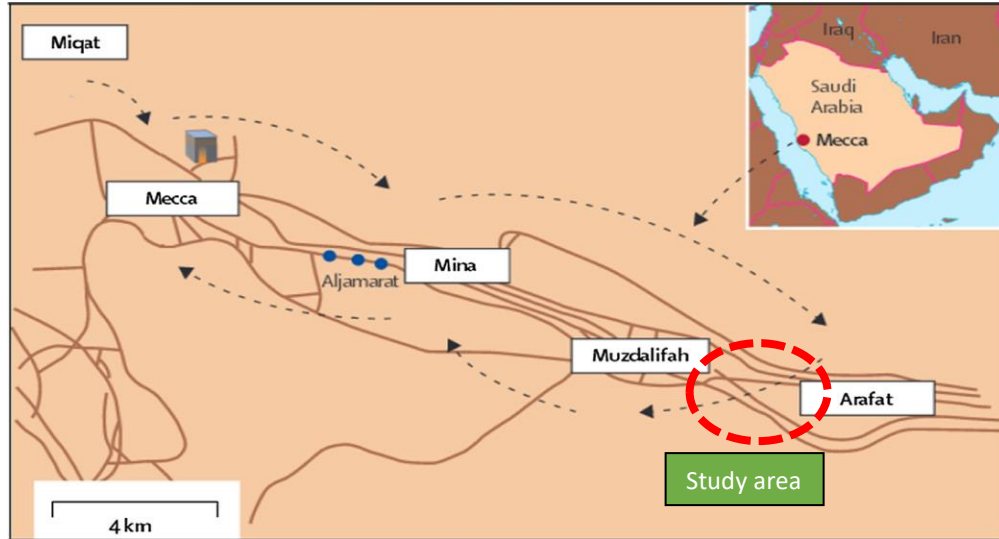 Miqat
Iraq
Iran
Saudi
Arabia
Mecca
Mecca
Mina
Aljamarat
Muzdalifah
Arafat
Study area
4 km